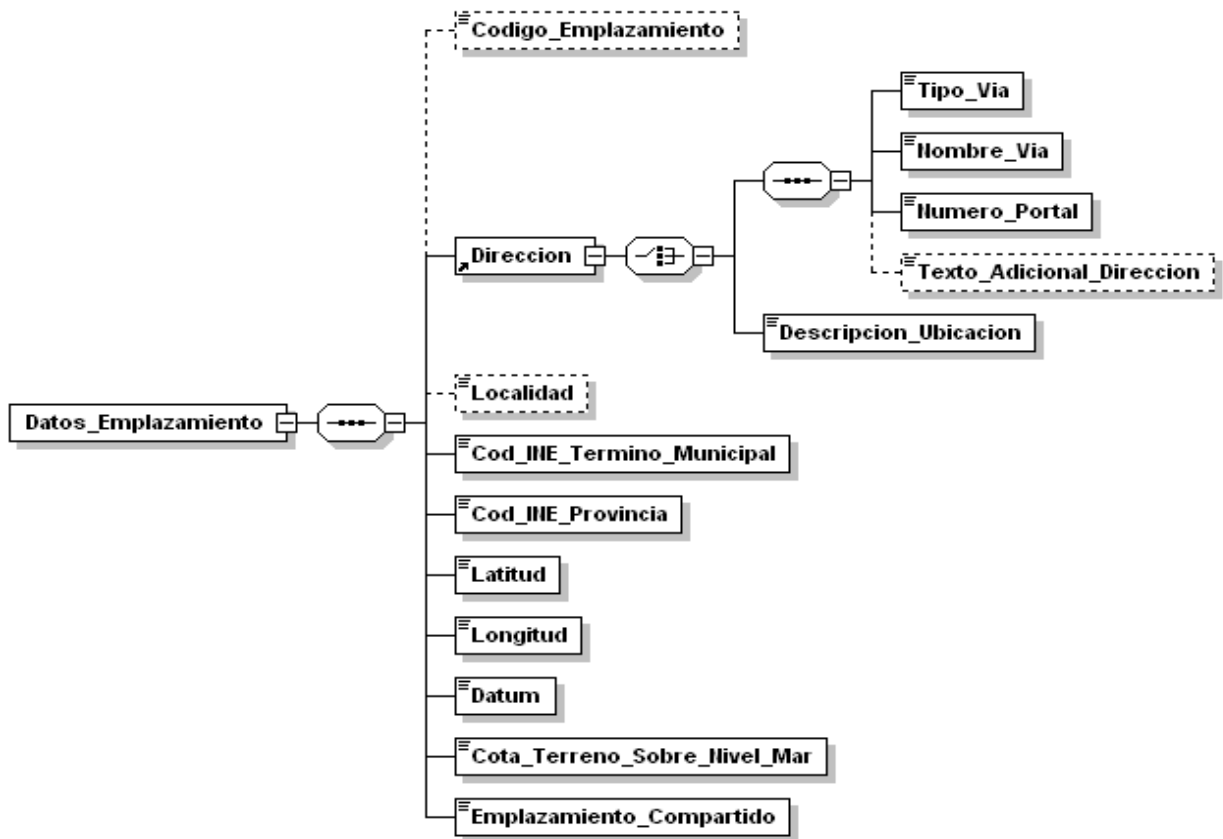 Codigo_Emplazamiento
Tipo_Via
Nombre_Via
Numero_Portal
Direccion
Texto_Adicional_Direccion
Descripcion_Ubicacion
Localidad
Datos_Emplazamiento
Cod_INE_Termino_Municipal
Cod_INE_Provincia
Latitud
Longitud
Datum
Cota_Terreno_Sobre_Nivel_Mar
Emplazamiento_Compartido